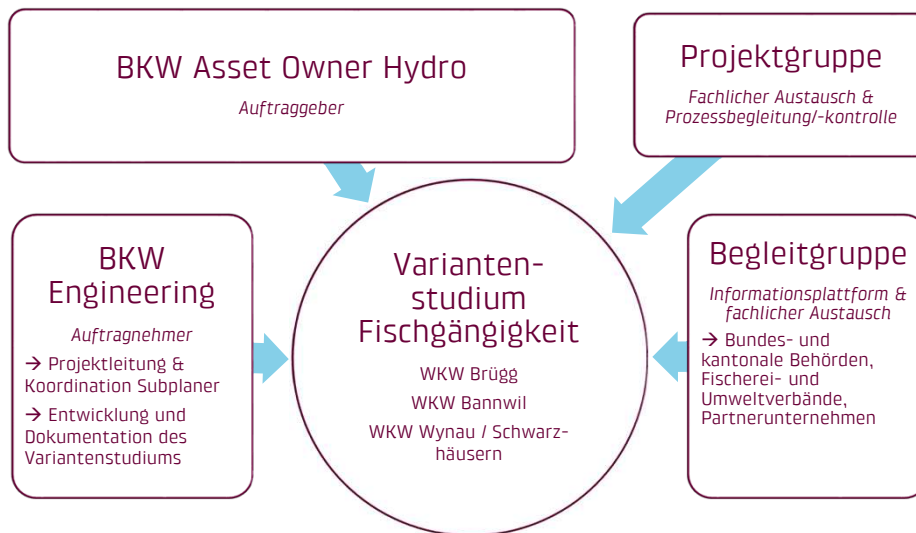 BKW Asset Owner Hydro
Auftraggeber
Projektgruppe
Fachlicher Austausch &
Prozessbegleitung/-kontrolle
BKW
Engineering
Auftragnehmer
→ Projektleitung &
Koordination Subplaner
→ Entwicklung und
Dokumentation des
Variantenstudiums
Varianten-
studium
Fischgängigkeit
WKW Brügg
WKW Bannwil
WKW Wynau / Schwarz-
häusern
Begleitgruppe
Informationsplattform &
fachlicher Austausch
→ Bundes- und
kantonale Behörden,
Fischerei- und
Umweltverbände,
Partnerunternehmen